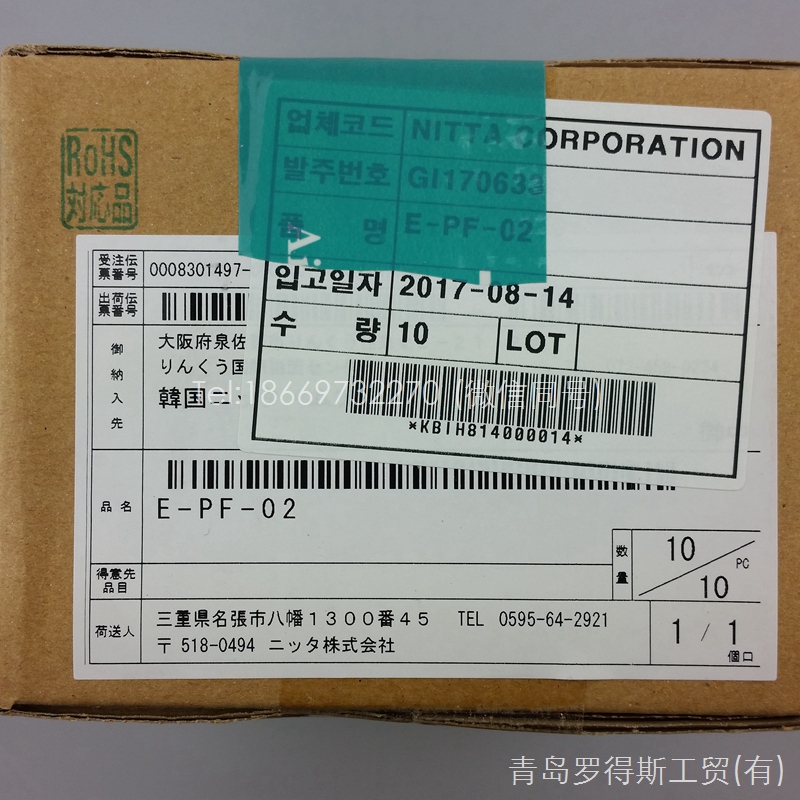 RoHS
対応品
업체코드 NITTA CORPORATION
발주번호 GI170633
품 명 E-PF-02
입고일자 2017-08-14
수 량 10 LOT
*KBIH814000014*
受注伝票番号 0008301497-
出荷伝票番号
御納入先 大阪府泉佐
りんくう国
韓国ニッ
Tel:18669732270 (微信同号)
品名 E-PF-02
数量 10/10 PC
得意先品目
荷送人 三重県名張市八幡1300番45 TEL 0595-64-2921
〒 518-0494 ニッタ株式会社
1/1 個口
青岛罗得斯工贸(有)